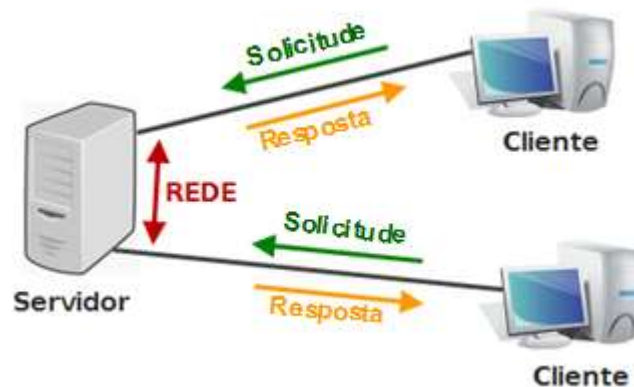 Solicitude
Resposta
Cliente
REDE
Solicitude
Servidor
Resposta
Cliente